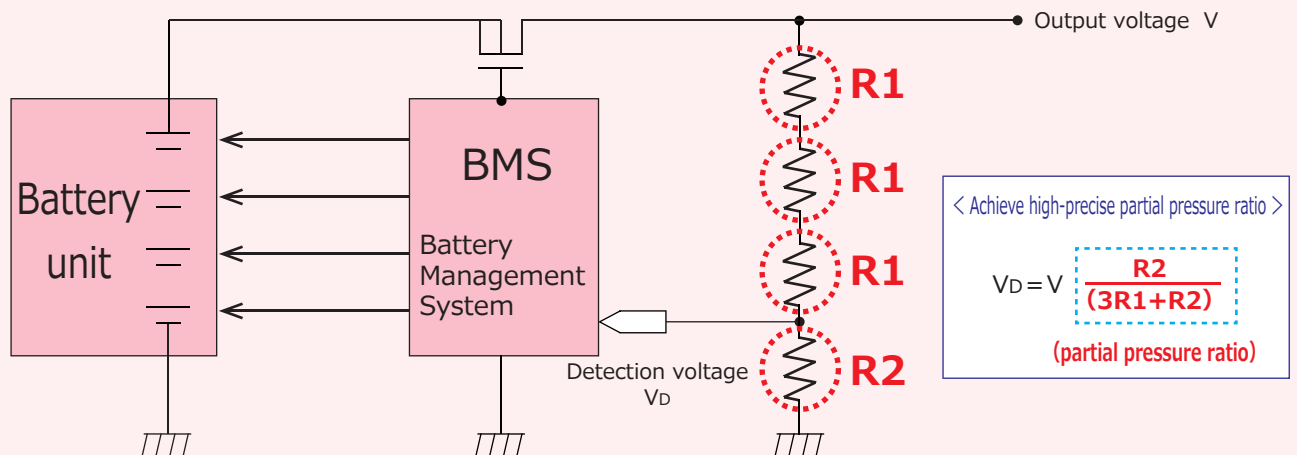 Output voltage V
R1
R1
R1
R2
Battery
unit
BMS
Battery
Management
System
Detection voltage
VD
< Achieve high-precise partial pressure ratio >
VD=V R2
(3R1+R2)
(partial pressure ratio)